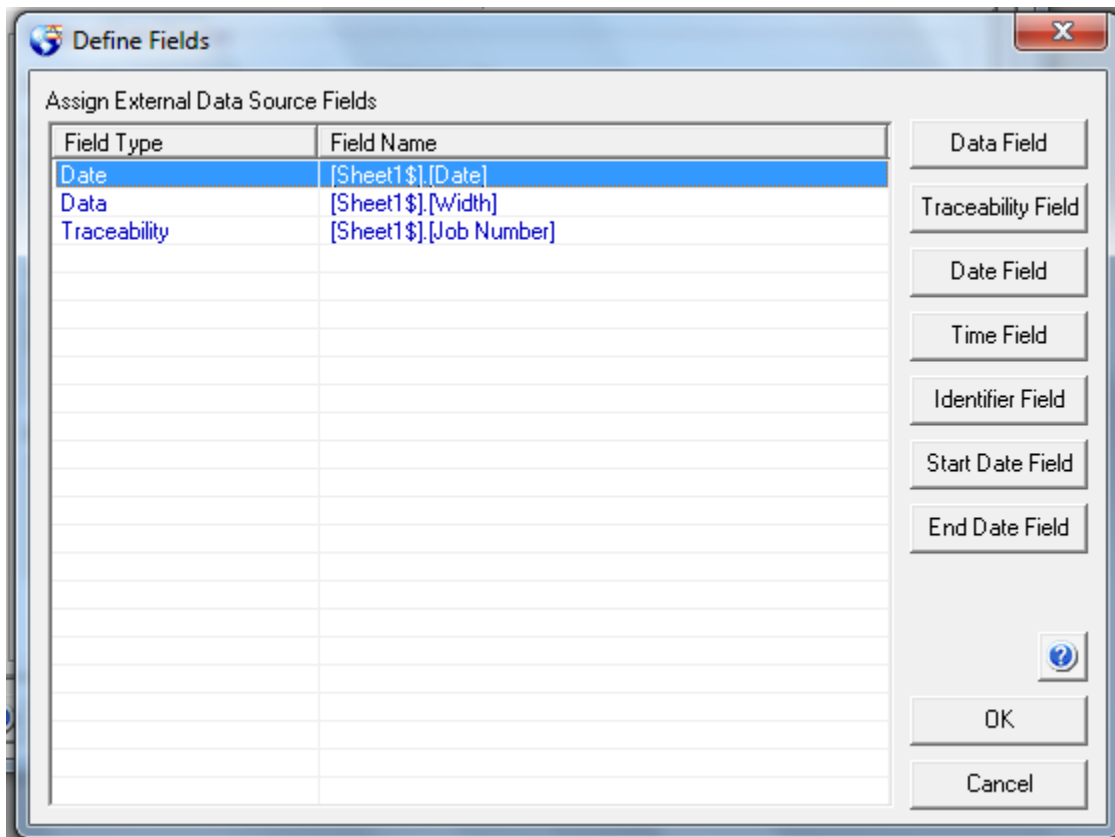 Define Fields
Assign External Data Source Fields
Field Type Field Name
Date [Sheet1$].[Date]
Data [Sheet1$].[Width]
Traceability [Sheet1$].[Job Number]
Data Field
Traceability Field
Date Field
Time Field
Identifier Field
Start Date Field
End Date Field
OK
Cancel